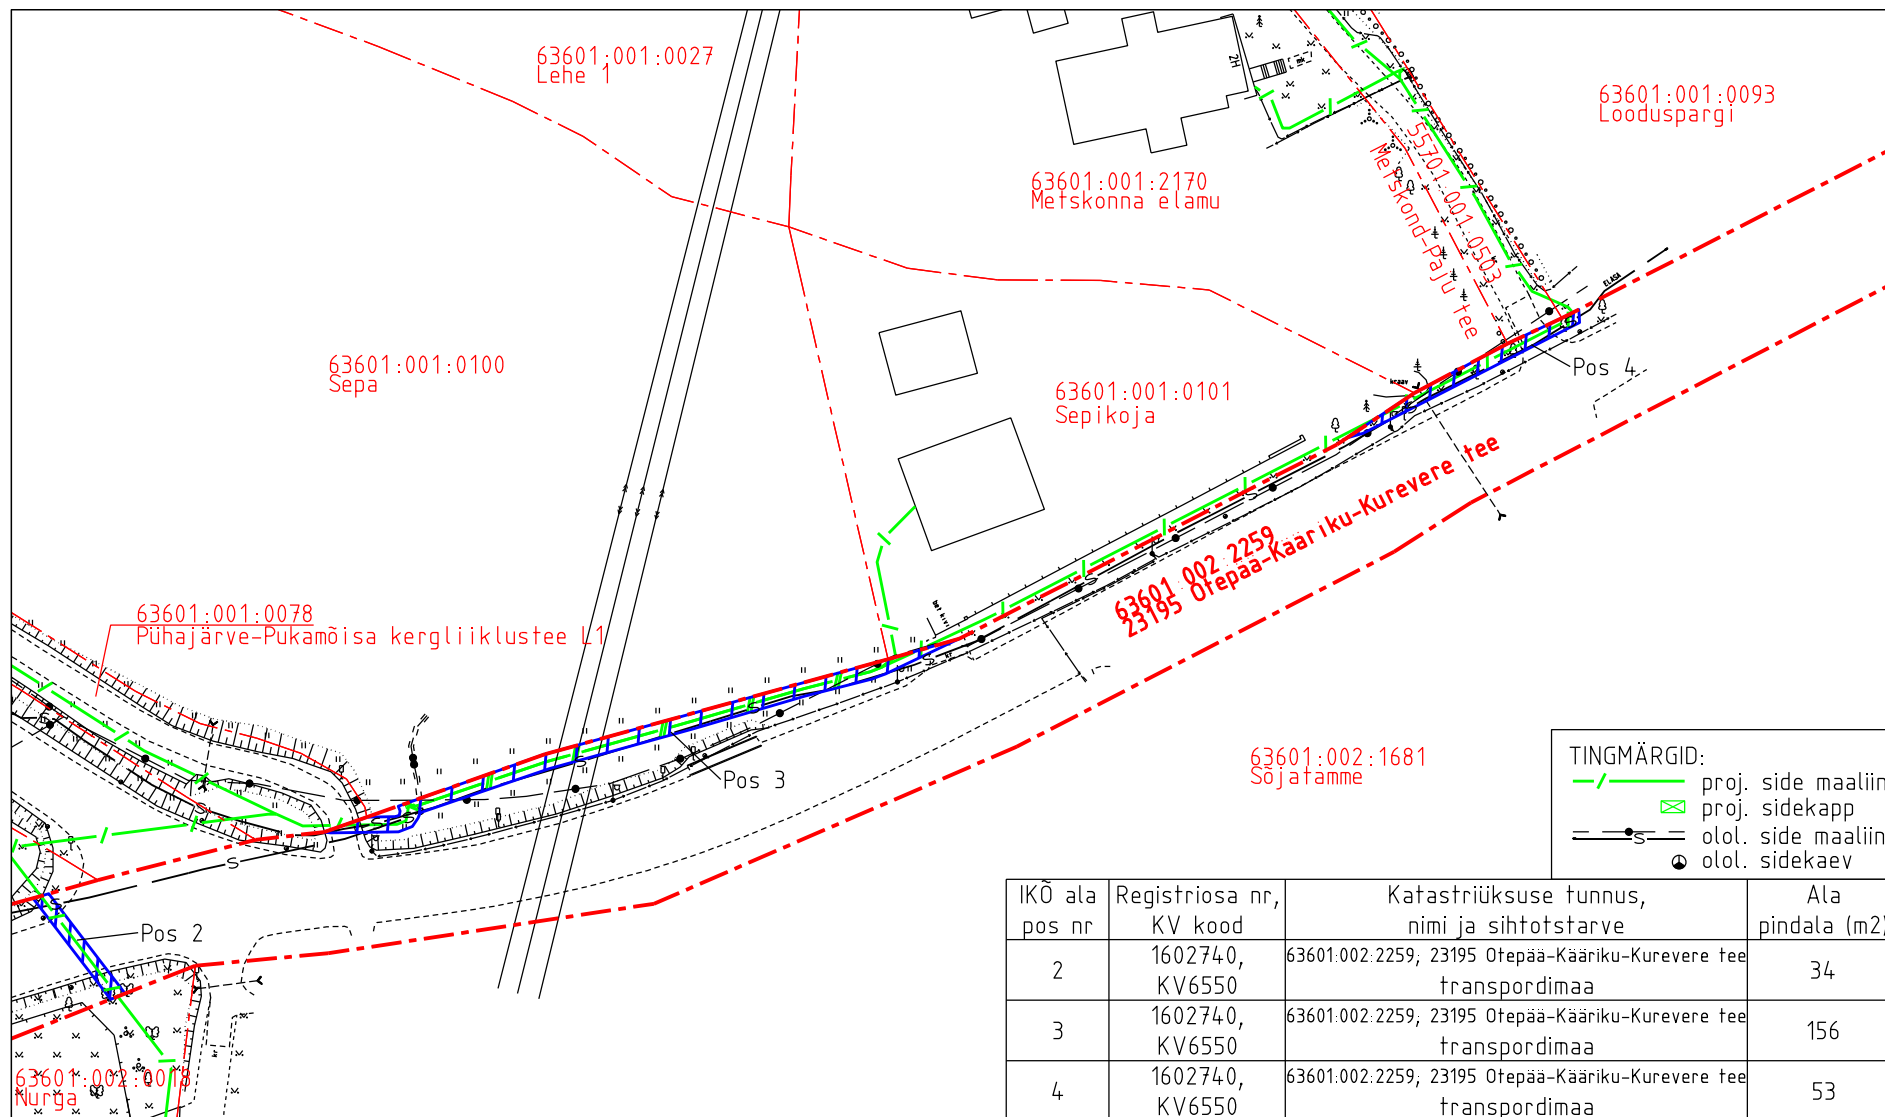 63601:001:0027
Lehe 1
2H
63601:001:0093
Looduspargi
63601:001:2170
Metskonna elamu
55701:001:0503
Metskond-Paju tee
ELASA
63601:001:0100
Sepa
63601:001:0101
Sepikoja
kraav
Pos 4
63601:002:2259
23195 Otepää-Kääriku-Kurevere tee
63601:001:0078
Pühajärve-Pukamõisa kergliiklustee L1
Pos 3
63601:002:1681
Sõjatamme
Pos 2
63601:002:0018
Nurga
kr
TINGMÄRGID:
proj. side maaliin
proj. sidekapp
S olol. side maaliin
olol. sidekaev
IKÕ ala pos nr | Registriosa nr, KV kood | Katastriüksuse tunnus, nimi ja sihtotstarve | Ala pindala (m2)
2 | 1602740, KV6550 | 63601:002:2259; 23195 Otepää-Kääriku-Kurevere tee transpordimaa | 34
3 | 1602740, KV6550 | 63601:002:2259; 23195 Otepää-Kääriku-Kurevere tee transpordimaa | 156
4 | 1602740, KV6550 | 63601:002:2259; 23195 Otepää-Kääriku-Kurevere tee transpordimaa | 53